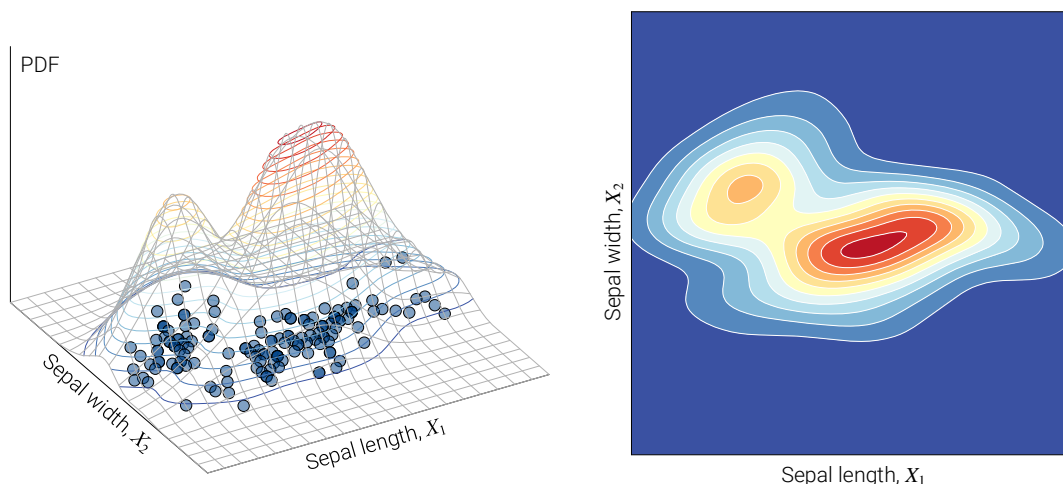 PDF
Sepal width, X₂
Sepal length, X₁
Sepal width, X₂
Sepal length, X₁